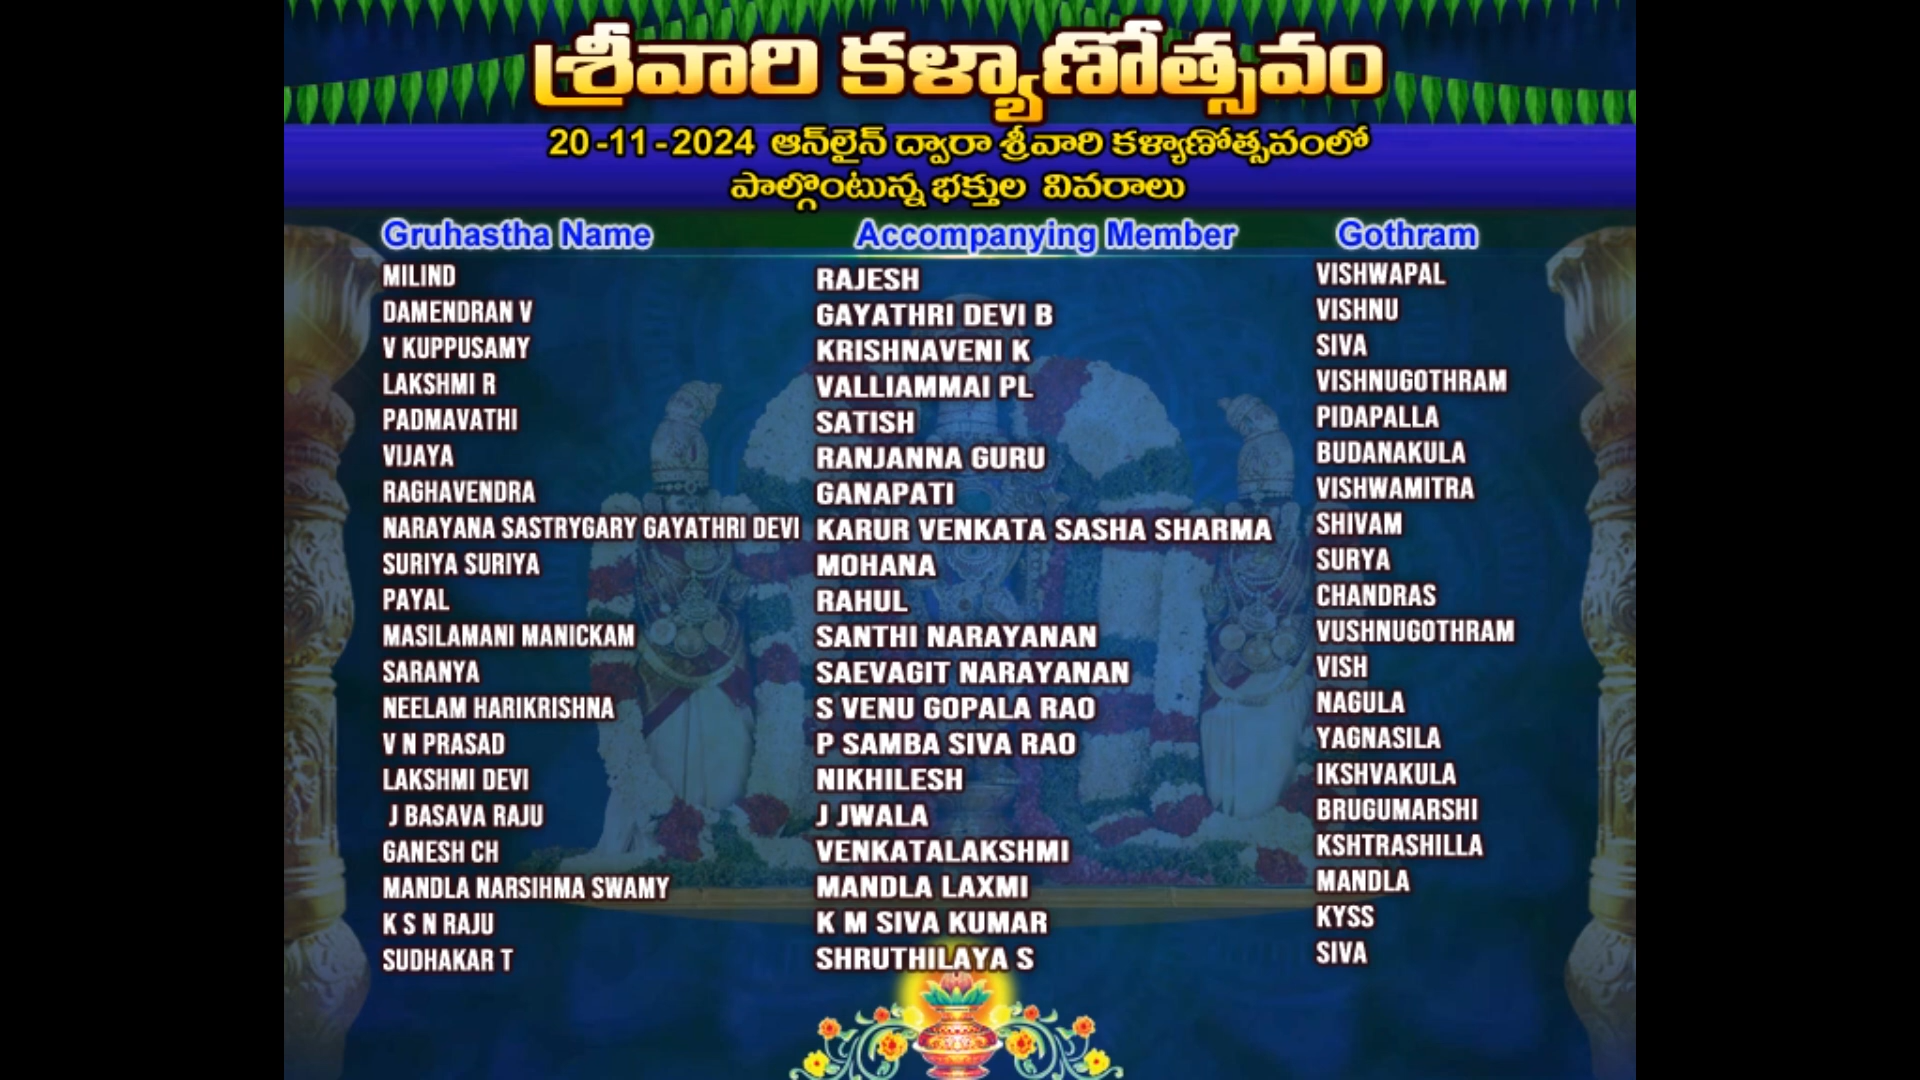 శ్రీవారి కళ్యాణోత్సవం
20-11-2024 ఆన్‌లైన్ ద్వారా శ్రీవారి కళ్యాణోత్సవంలో
పాల్గొంటున్న భక్తుల వివరాలు
Gruhastha Name Accompanying Member Gothram
MILIND RAJESH VISHWAPAL
DAMENDRAN V GAYATHRI DEVI B VISHNU
V KUPPUSAMY KRISHNAVENI K SIVA
LAKSHMI R VALLIAMMAI PL VISHNUGOTHRAM
PADMAVATHI SATISH PIDAPALLA
VIJAYA RANJANNA GURU BUDANAKULA
RAGHAVENDRA GANAPATI VISHWAMITRA
NARAYANA SASTRYGARY GAYATHRI DEVI KARUR VENKATA SASHA SHARMA SHIVAM
SURIYA SURIYA MOHANA SURYA
PAYAL RAHUL CHANDRAS
MASILAMANI MANICKAM SANTHI NARAYANAN VUSHNUGOTHRAM
SARANYA SAEVAGIT NARAYANAN VISH
NEELAM HARIKRISHNA S VENU GOPALA RAO NAGULA
V N PRASAD P SAMBA SIVA RAO YAGNASILA
LAKSHMI DEVI NIKHILESH IKSHVAKULA
J BASAVA RAJU J JWALA BRUGUMARSHI
GANESH CH VENKATALAKSHMI KSHTRASHILLA
MANDLA NARSIHMA SWAMY MANDLA LAXMI MANDLA
K S N RAJU K M SIVA KUMAR KYSS
SUDHAKAR T SHRUTHILAYA S SIVA